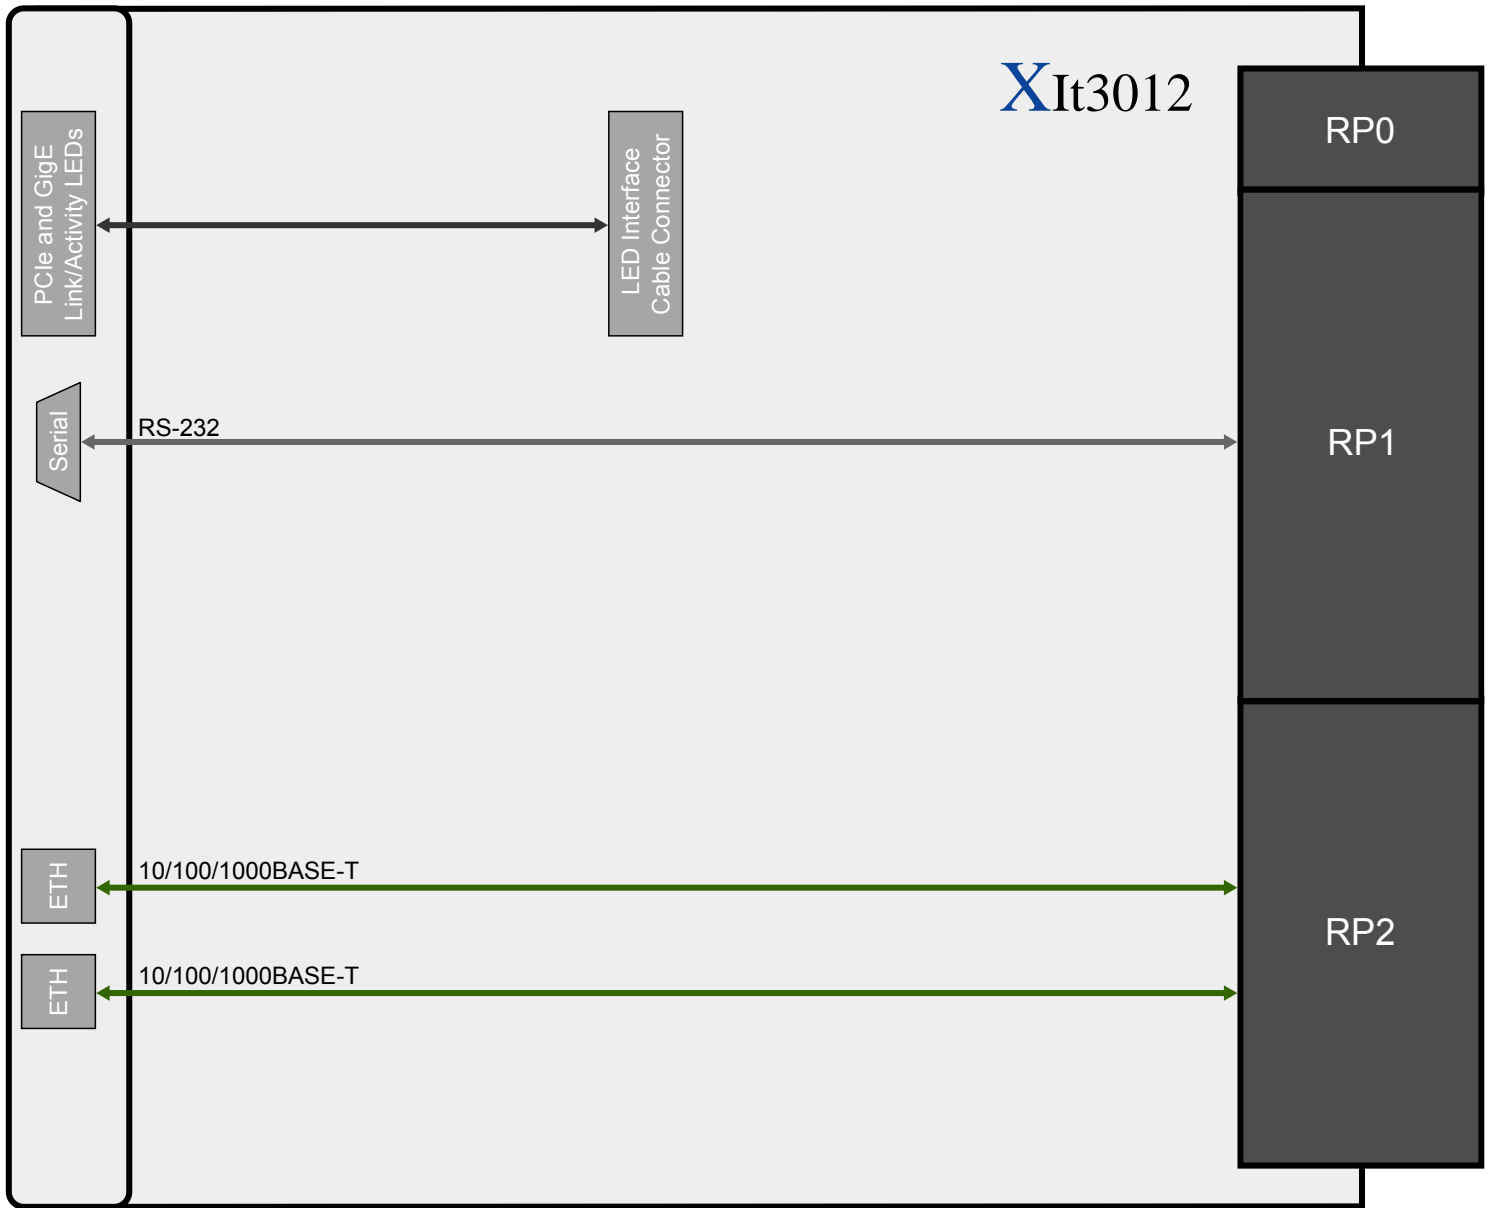 XIt3012
RP0
PCIe and GigE
Link/Activity LEDs
LED Interface
Cable Connector
Serial
RS-232
RP1
ETH
10/100/1000BASE-T
RP2
ETH
10/100/1000BASE-T